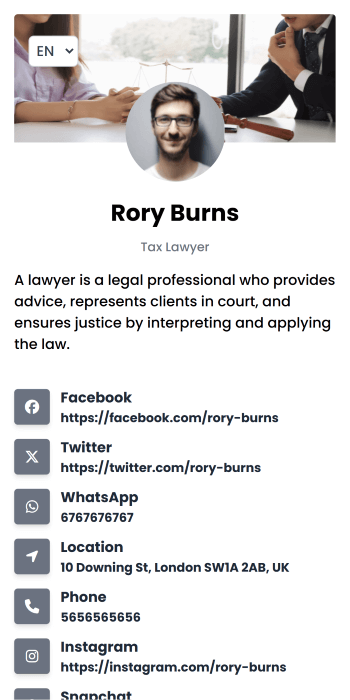 EN
Rory Burns
Tax Lawyer
A lawyer is a legal professional who provides
advice, represents clients in court, and
ensures justice by interpreting and applying
the law.
Facebook
https://facebook.com/rory-burns
Twitter
https://twitter.com/rory-burns
WhatsApp
6767676767
Location
10 Downing St, London SW1A 2AB, UK
Phone
5656565656
Instagram
https://instagram.com/rory-burns
Snapchat